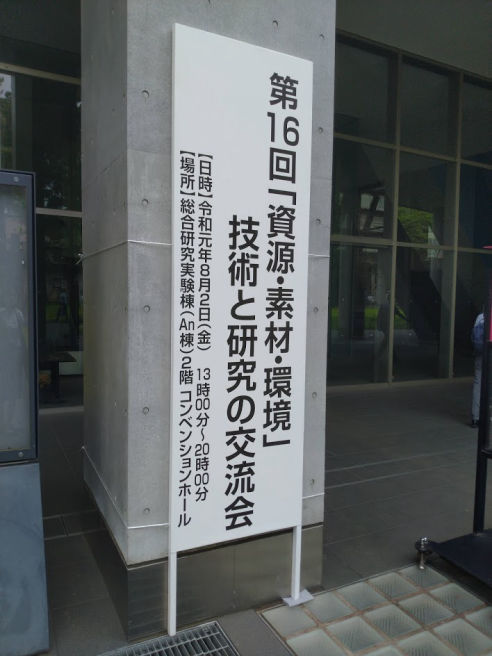 第16回「資源・素材・環境」
技術と研究の交流会
【日時】令和元年8月2日(金) 13時00分～20時00分
【場所】総合研究実験棟(An棟)2階 コンベンションホール